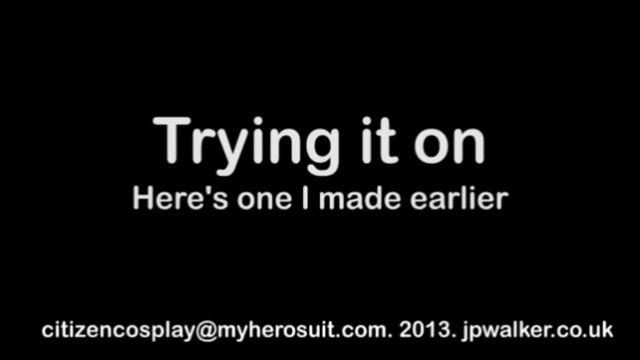 Trying it on
Here's one I made earlier
citizencosplay@myherosuit.com. 2013. jpwalker.co.uk